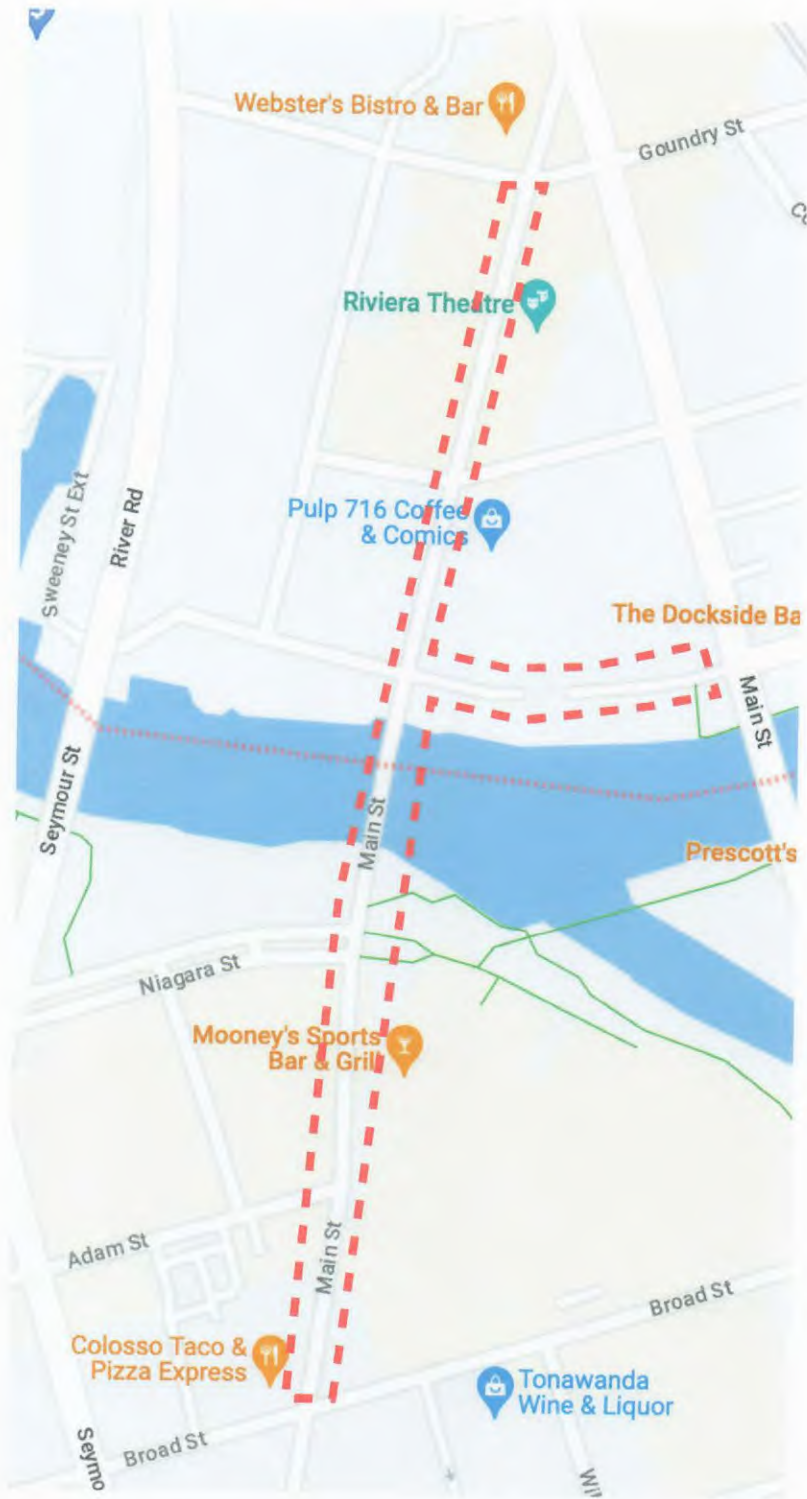 Webster's Bistro & Bar
Goundry St
Riviera Theatre
Sweeney St Ext
River Rd
Pulp 716 Coffee
& Comics
The Dockside Ba
Main St
Seymour St
Main St
Prescott's
Niagara St
Mooney's Sports
Bar & Grill
Adam St
Main St
Broad St
Colosso Taco &
Pizza Express
Tonawanda
Wine & Liquor
Broad St
Seymo